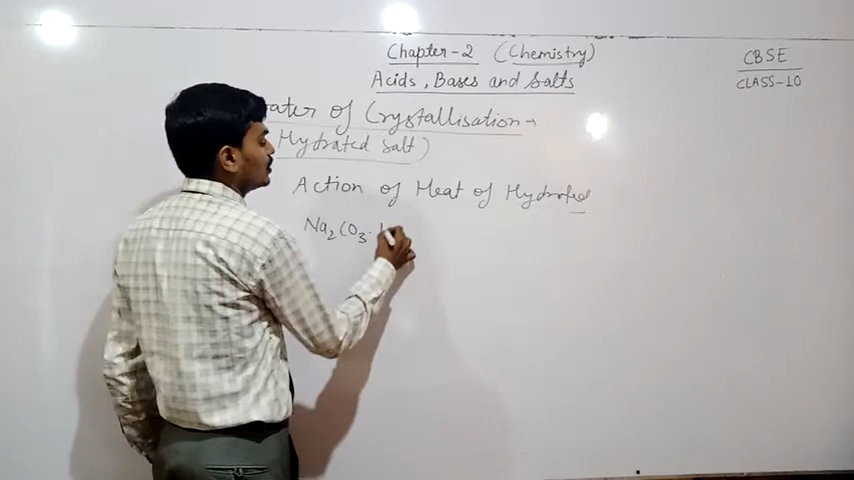 Chapter-2 (Chemistry)
Acids, Bases and Salts
CBSE
CLASS-10
ater of Crystallisation→
Hydrated Salt)
Action of Heat of Hydrated
Na₂CO₃.